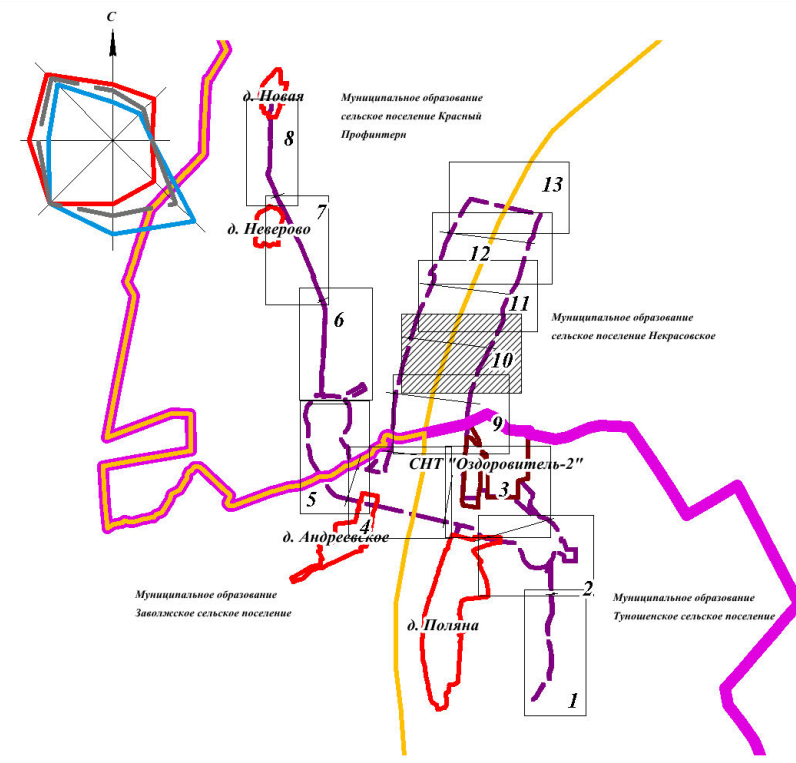 С
д. Новая
Муниципальное образование
сельское поселение Красный
Профинтерн
8
13
7
д. Неверово
12
6
11
Муниципальное образование
сельское поселение Некрасовское
10
9
СНТ "Оздоровитель-2"
5
3
4
д. Андреевское
Муниципальное образование
Заволжское сельское поселение
2
Муниципальное образование
Туношенское сельское поселение
д. Поляна
1